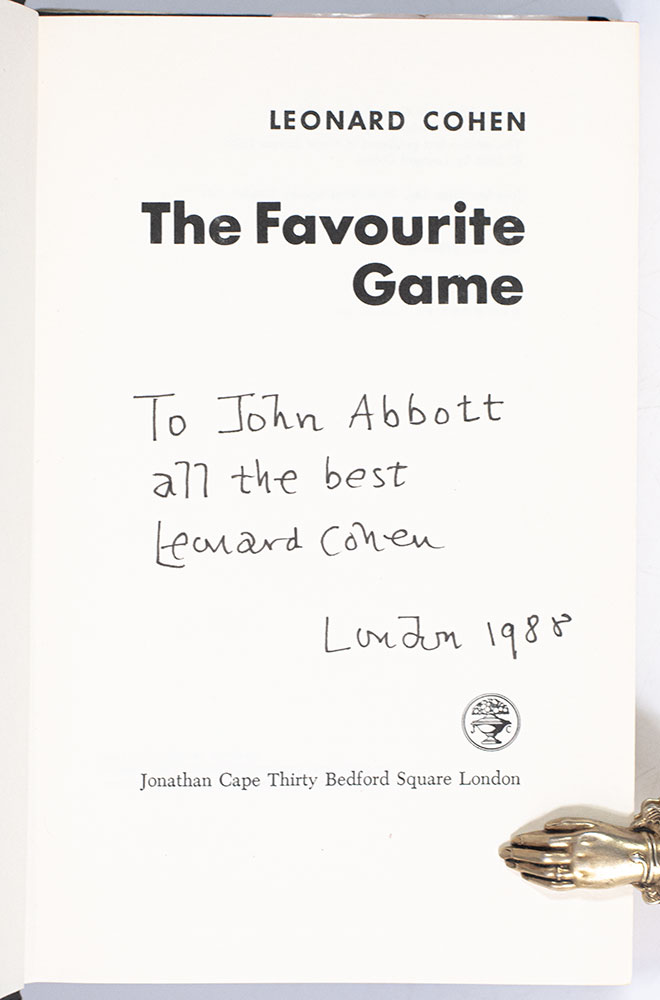 LEONARD COHEN
The Favourite
Game
To John Abbott
all the best
Leonard Cohen
London 1988
J C
Jonathan Cape Thirty Bedford Square London